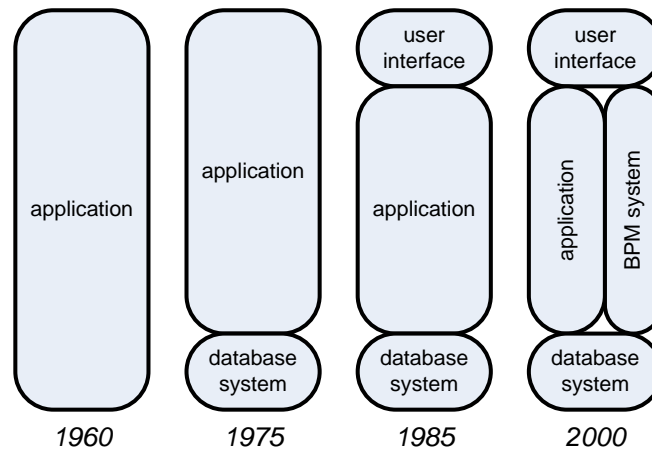 application
1960
application
database
system
1975
user
interface
application
database
system
1985
user
interface
application
BPM system
database
system
2000